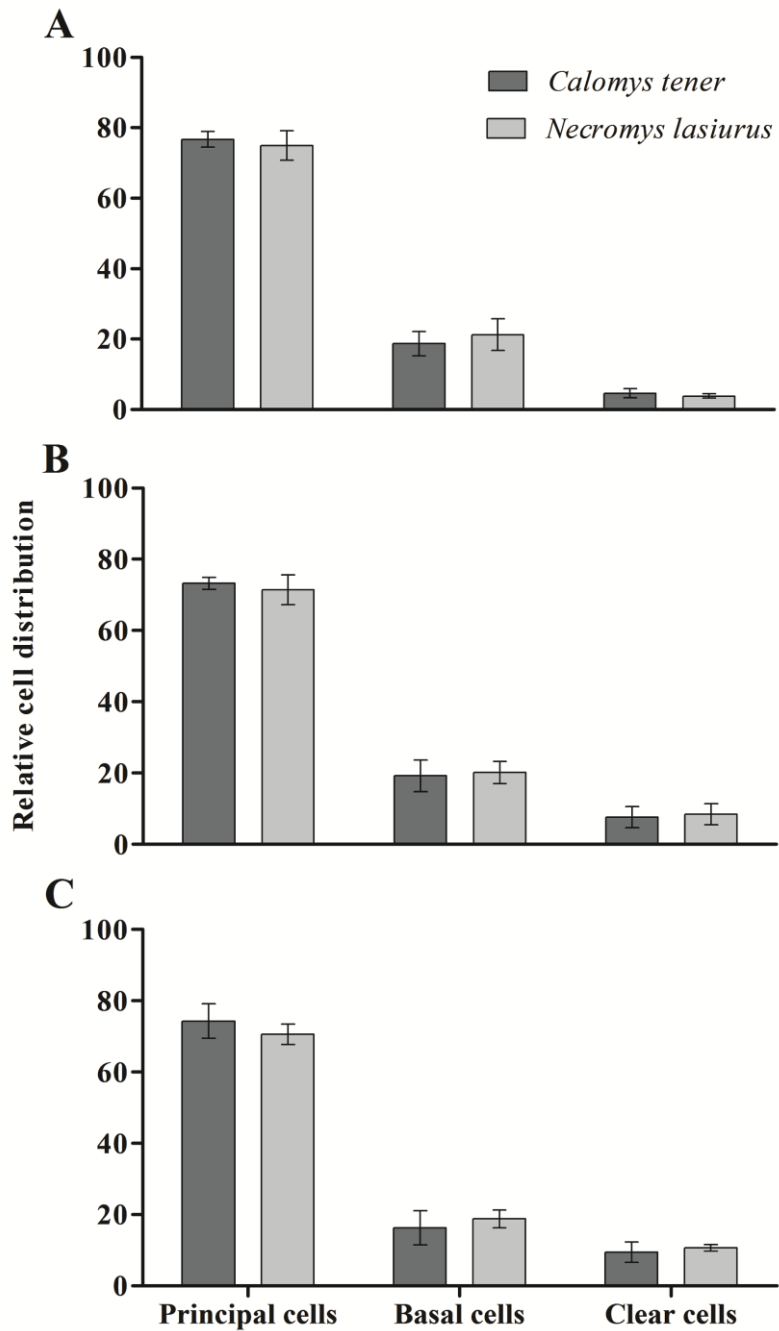 A
100
80
60
40
20
0
Calomys tener
Necromys lasiurus
B
100
80
60
40
20
0
Relative cell distribution
C
100
80
60
40
20
0
Principal cells Basal cells Clear cells